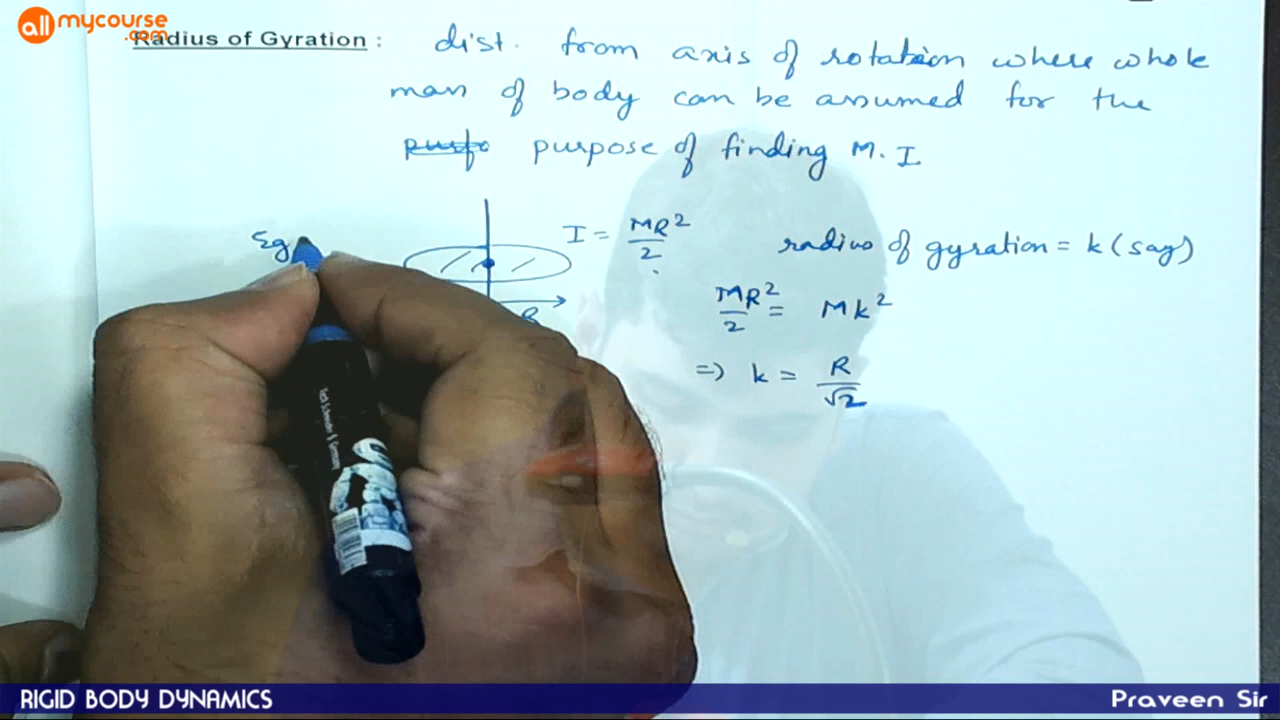 allmycourse.com
Radius of Gyration : dist. from axis of rotation where whole
mass of body can be assumed for the
purpo purpose of finding M. I
Eg
I = MR²/2
radius of gyration = k (say)
R
MR²/2 = Mk²
⇒ k = R/√2
RIGID BODY DYNAMICS
Praveen Sir